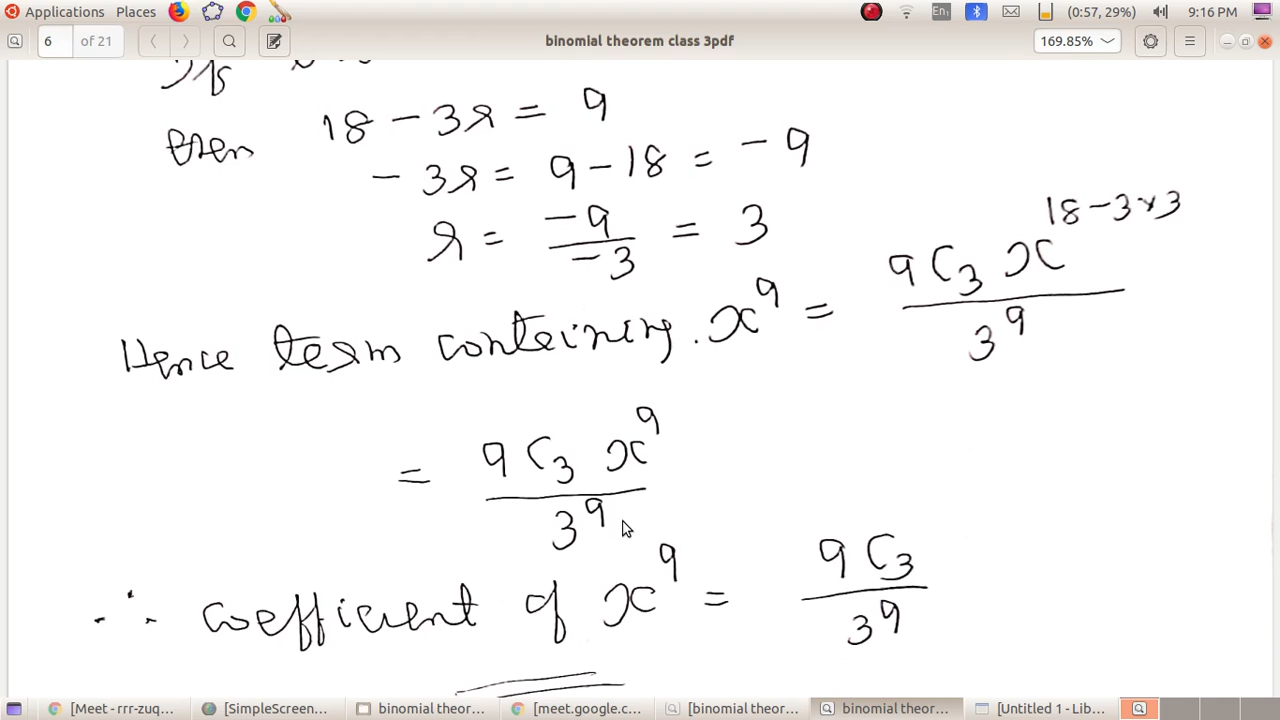 Applications Places En₁ (0:57, 29%) 9:16 PM
6 of 21 binomial theorem class 3pdf 169.85%
then 18 - 3r = 9
- 3r = 9 - 18 = - 9
r = -9/-3 = 3
Hence term containing x^9 = 9C₃ x^(18-3×3) / 3^9
= 9C₃ x^9 / 3^9
∴ coefficient of x^9 = 9C₃ / 3^9
[Meet - rrr-zuq... [SimpleScreen... binomial theor... [meet.google.c... [binomial theor... binomial theor... [Untitled 1 - Lib...